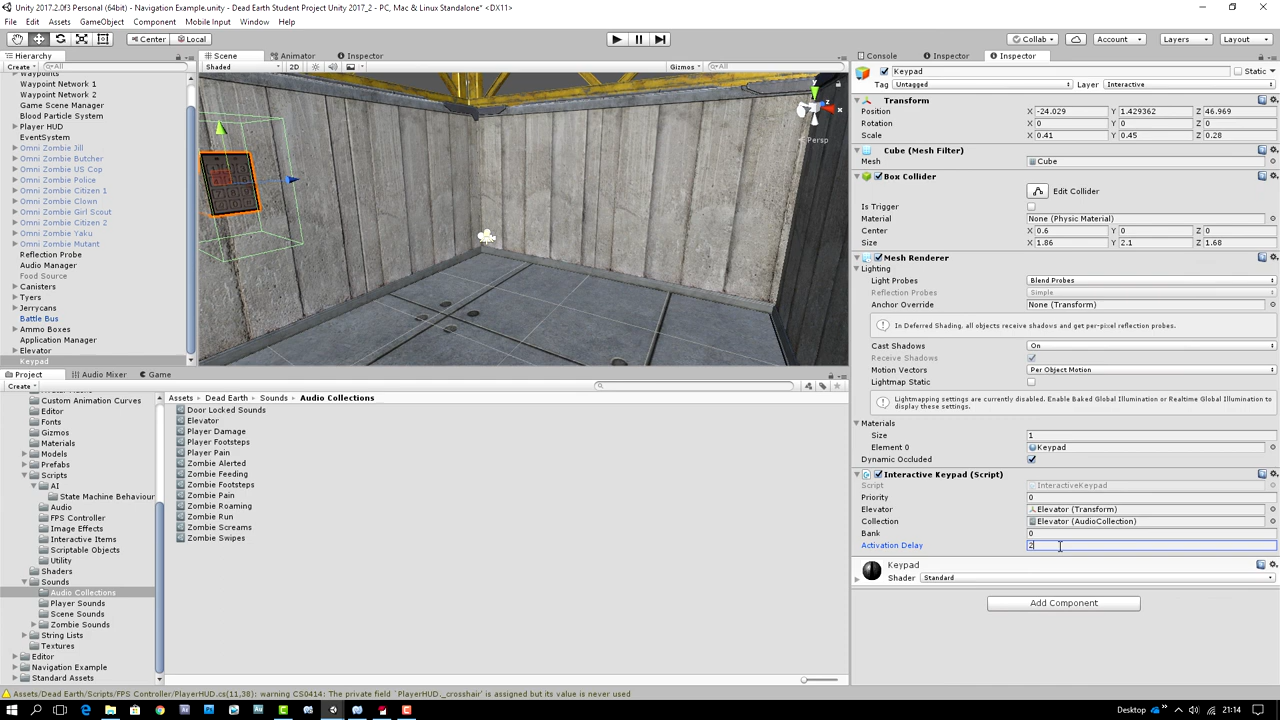 Unity 2017.2.0f3 Personal (64bit) - Navigation Example.unity - Dead Earth Student Project Unity 2017_2 - PC, Mac & Linux Standalone* <DX11>
File Edit Assets GameObject Component Mobile Input Window Help
Center Local Collab Account Layers Layout
Hierarchy Scene Animator Inspector Console Inspector Inspector
Create All Shaded 2D Gizmos All
Keypad Static
Tag Untagged Layer Interactive
Waypoints
Waypoint Network 1
Waypoint Network 2
Game Scene Manager
Blood Particle System
Player HUD
EventSystem
Omni Zombie Jill
Omni Zombie Butcher
Omni Zombie US Cop
Omni Zombie Police
Omni Zombie Citizen 1
Omni Zombie Clown
Omni Zombie Girl Scout
Omni Zombie Citizen 2
Omni Zombie Yaku
Omni Zombie Mutant
Reflection Probe
Audio Manager
Food Source
Canisters
Tyers
Jerrycans
Battle Bus
Ammo Boxes
Application Manager
Elevator
Keypad
y
z
Persp
Transform
Position X -24.029 Y 1.429362 Z 46.969
Rotation X 0 Y 0 Z 0
Scale X 0.41 Y 0.45 Z 0.28
Cube (Mesh Filter)
Mesh Cube
Box Collider
Edit Collider
Is Trigger
Material None (Physic Material)
Center X 0.6 Y 0 Z 0
Size X 1.86 Y 2.1 Z 1.68
Mesh Renderer
Lighting
Light Probes Blend Probes
Reflection Probes Simple
Anchor Override None (Transform)
In Deferred Shading, all objects receive shadows and get per-pixel reflection probes.
Cast Shadows On
Receive Shadows
Motion Vectors Per Object Motion
Lightmap Static
Lightmapping settings are currently disabled. Enable Baked Global Illumination or Realtime Global Illumination to
display these settings.
Materials
Size 1
Element 0 Keypad
Dynamic Occluded
Interactive Keypad (Script)
Script InteractiveKeypad
Priority 0
Elevator Elevator (Transform)
Collection Elevator (AudioCollection)
Bank 0
Activation Delay 2
Keypad
Shader Standard
Add Component
Project Audio Mixer Game
Create
Custom Animation Curves
Editor
Fonts
Gizmos
Materials
Models
Prefabs
Scripts
AI
State Machine Behaviour
Audio
FPS Controller
Image Effects
Interactive Items
Scriptable Objects
Utility
Shaders
Sounds
Audio Collections
Player Sounds
Scene Sounds
Zombie Sounds
String Lists
Textures
Editor
Navigation Example
Standard Assets
Assets Dead Earth Sounds Audio Collections
Door Locked Sounds
Elevator
Player Damage
Player Footsteps
Player Pain
Zombie Alerted
Zombie Feeding
Zombie Footsteps
Zombie Pain
Zombie Roaming
Zombie Run
Zombie Screams
Zombie Swipes
Assets/Dead Earth/Scripts/FPS Controller/PlayerHUD.cs(11,38): warning CS0414: The private field `PlayerHUD._crosshair' is assigned but its value is never used
Desktop 21:14